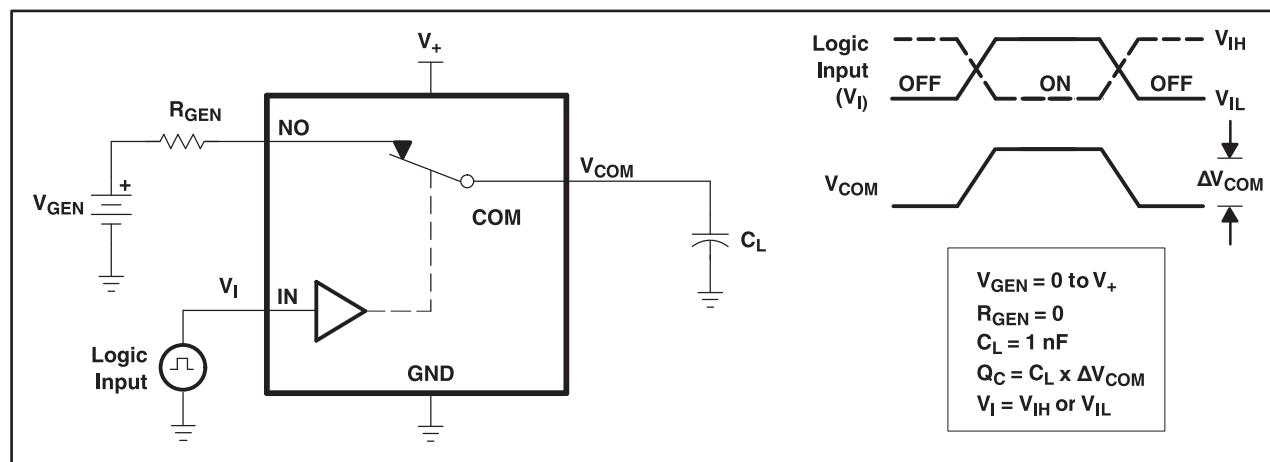 V+
RGEN
NO
VCOM
VGEN
+
COM
CL
VI
IN
Logic
Input
GND
Logic
Input
(VI)
OFF
ON
OFF
VIH
VIL
VCOM
ΔVCOM
VGEN = 0 to V+
RGEN = 0
CL = 1 nF
QC = CL x ΔVCOM
VI = VIH or VIL